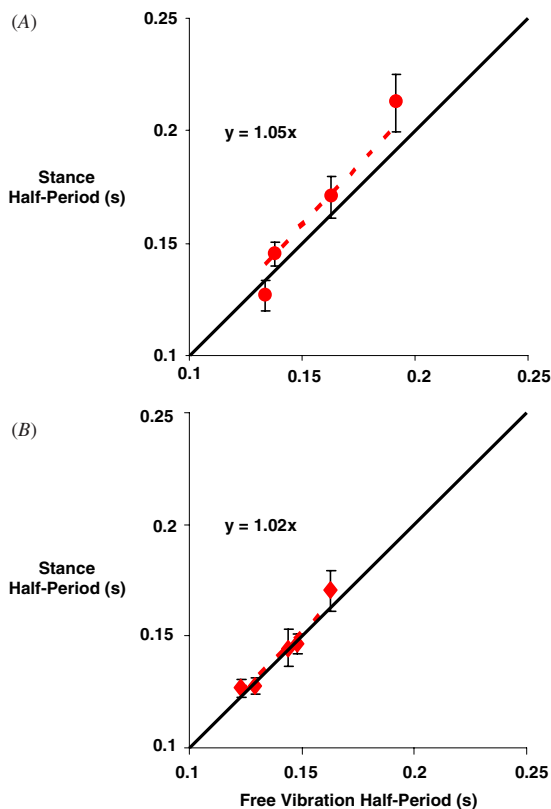 (A)
0.25
0.2
y = 1.05x
Stance
Half-Period (s)
0.15
0.1
0.1 0.15 0.2 0.25
(B)
0.25
0.2
y = 1.02x
Stance
Half-Period (s)
0.15
0.1
0.1 0.15 0.2 0.25
Free Vibration Half-Period (s)